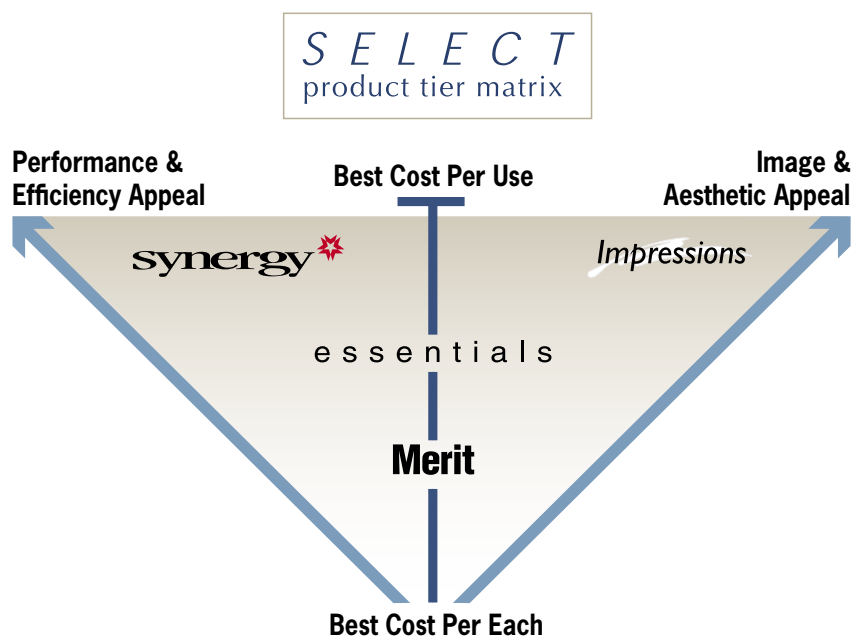 SELECT
product tier matrix
Performance &
Efficiency Appeal
Best Cost Per Use
Image &
Aesthetic Appeal
synergy
Impressions
essentials
Merit
Best Cost Per Each